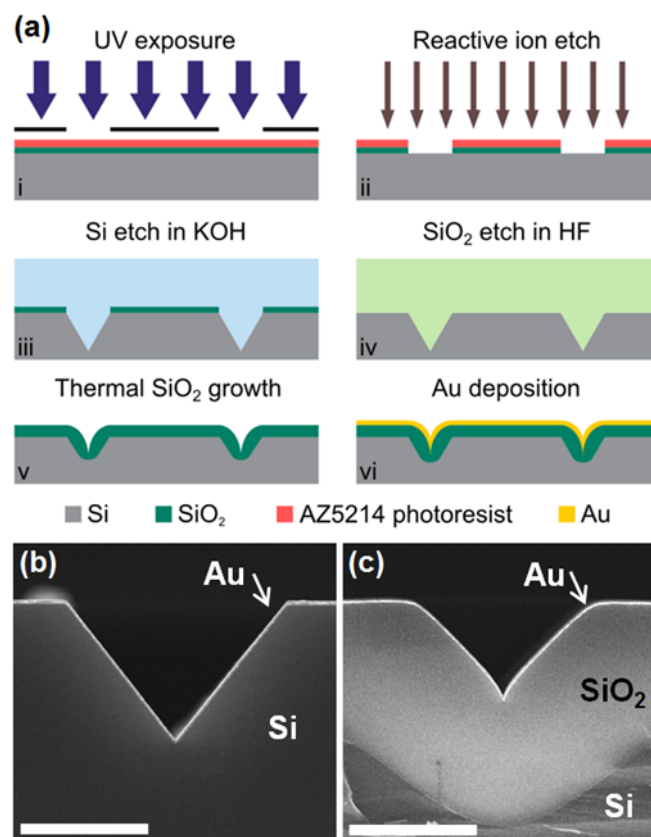 (a)
UV exposure
Reactive ion etch
i
ii
Si etch in KOH
SiO₂ etch in HF
iii
iv
Thermal SiO₂ growth
Au deposition
v
vi
Si
SiO₂
AZ5214 photoresist
Au
(b)
Au
Si
(c)
Au
SiO₂
Si